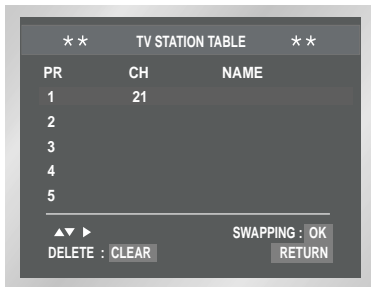 ** TV STATION TABLE **
PR CH NAME
1 21
2
3
4
5
▲▼ ▶ SWAPPING : OK
DELETE : CLEAR RETURN